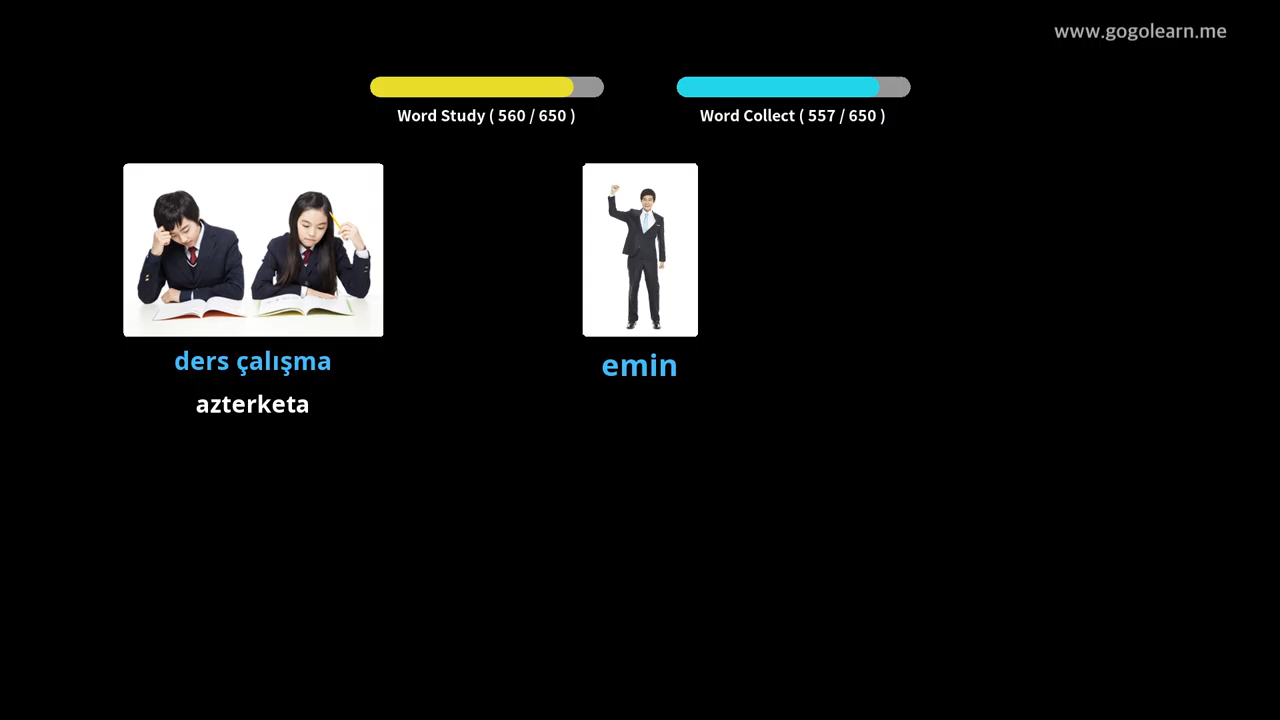 www.gogolearn.me
Word Study ( 560 / 650 )
Word Collect ( 557 / 650 )
ders çalışma
azterketa
emin